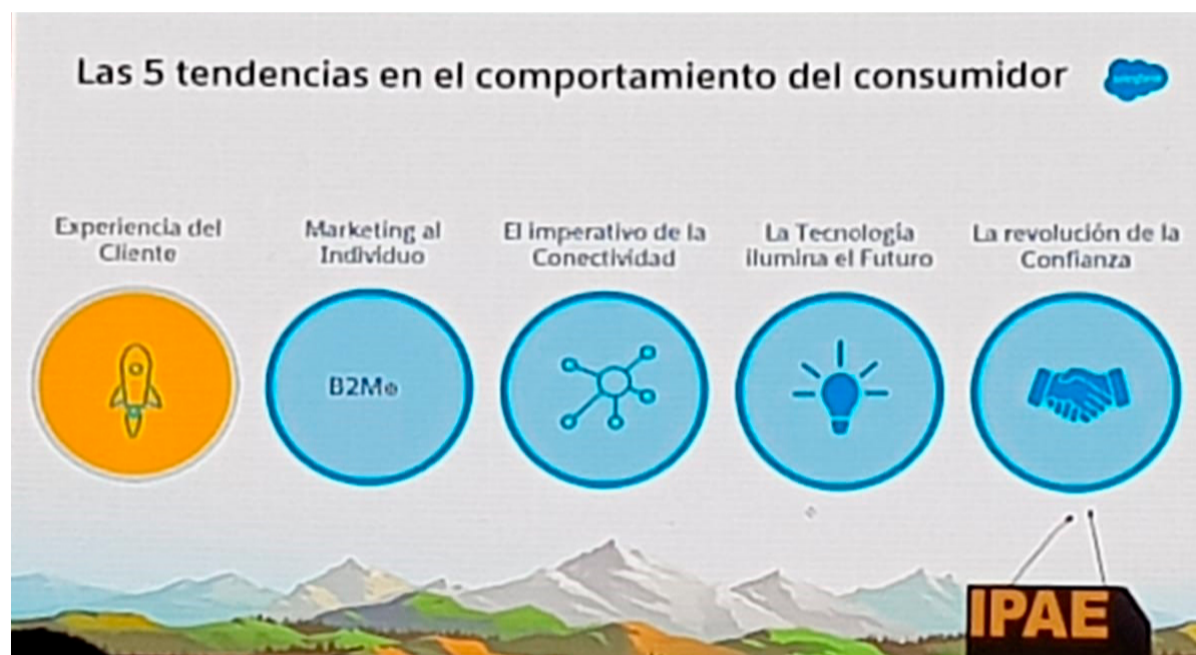 Las 5 tendencias en el comportamiento del consumidor
salesforce
Experiencia del
Cliente
Marketing al
Individuo
El imperativo de la
Conectividad
La Tecnología
ilumina el Futuro
La revolución de la
Confianza
B2Me
IPAE